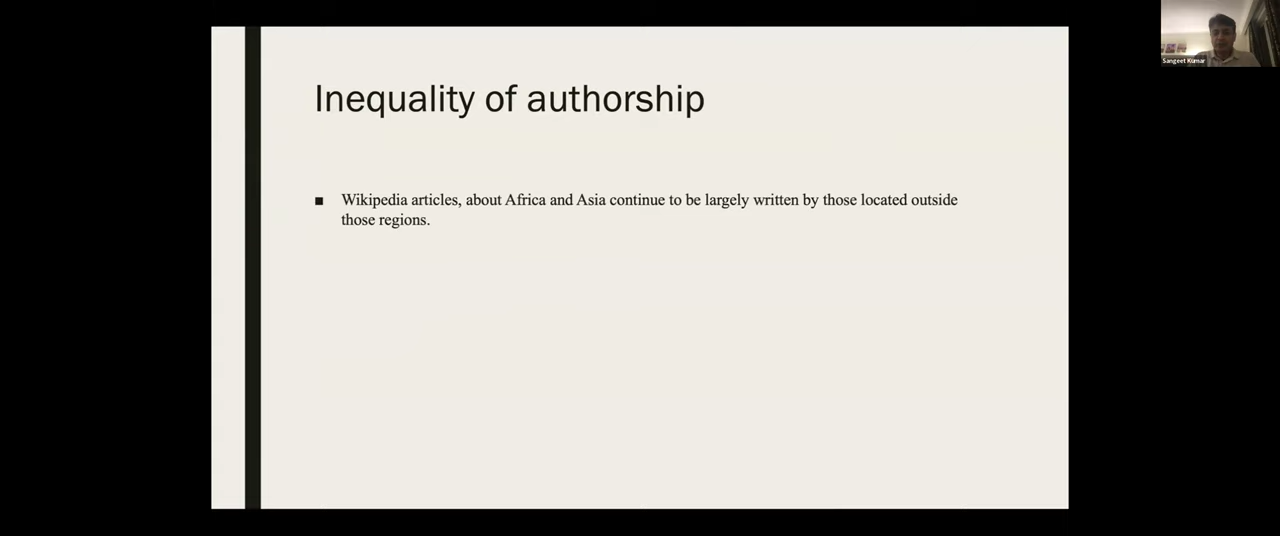 Inequality of authorship
■ Wikipedia articles, about Africa and Asia continue to be largely written by those located outside
those regions.
Sangeet Kumar